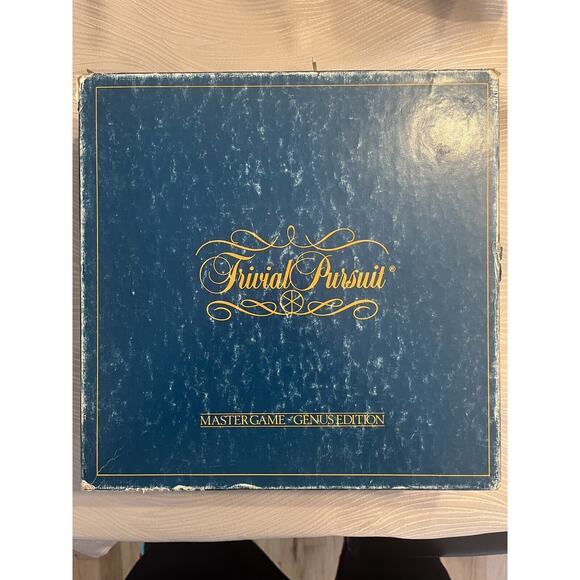 Trivial Pursuit®
MASTER GAME - GENUS EDITION